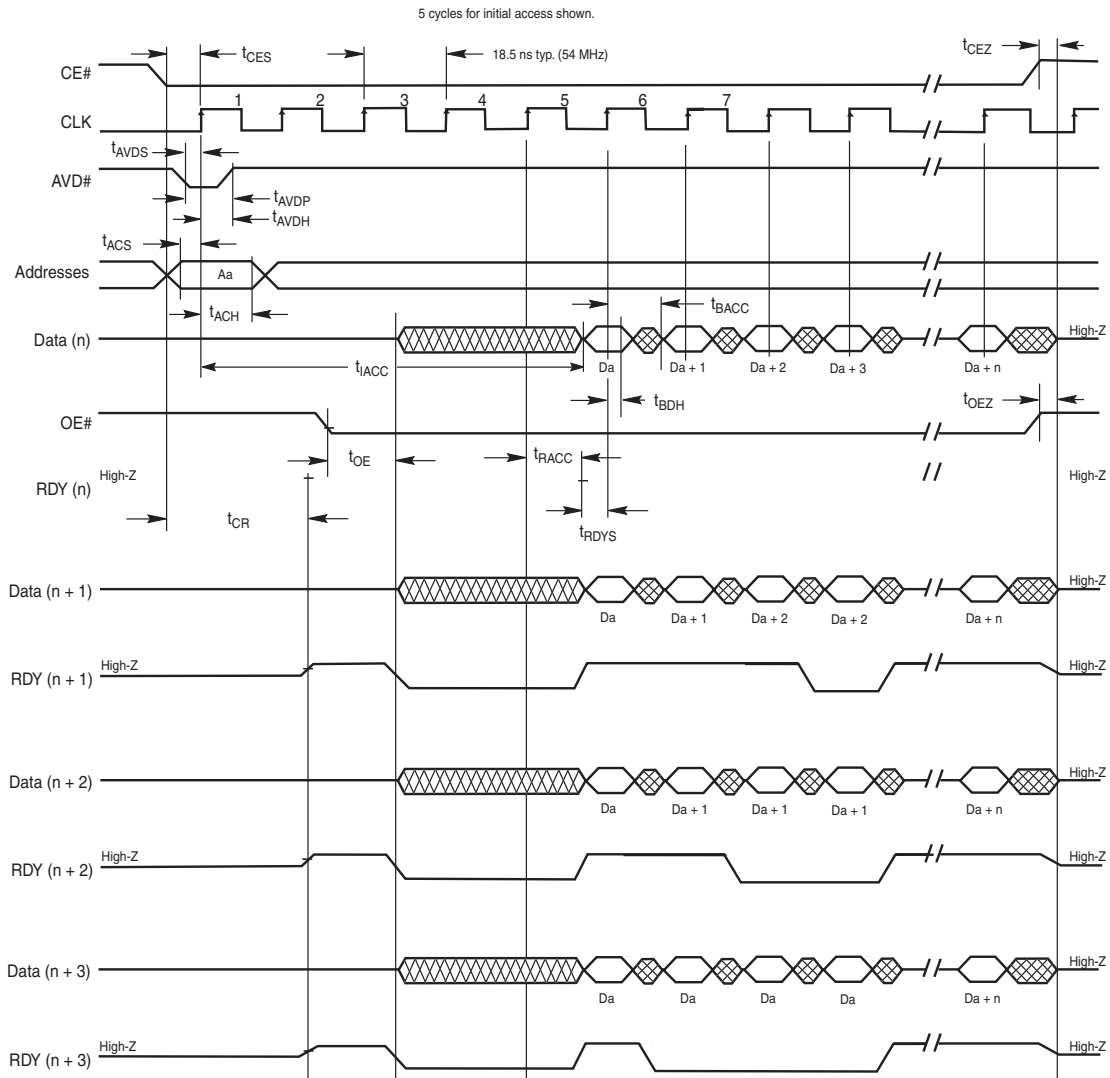 5 cycles for initial access shown.
tCES
18.5 ns typ. (54 MHz)
tCEZ
CE#
1 2 3 4 5 6 7
CLK
tAVDS
AVD#
tAVDP
tAVDH
tACS
Addresses
Aa
tACH
tBACC
Data (n)
High-Z
tIACC
Da Da + 1 Da + 2 Da + 3 Da + n
tBDH
tOEZ
OE#
tOE
tRACC
RDY (n)
High-Z
High-Z
tCR
tRDYS
Data (n + 1)
High-Z
Da Da + 1 Da + 2 Da + 2 Da + n
RDY (n + 1)
High-Z
High-Z
Data (n + 2)
High-Z
Da Da + 1 Da + 1 Da + 1 Da + n
RDY (n + 2)
High-Z
High-Z
Data (n + 3)
High-Z
Da Da Da Da Da + n
RDY (n + 3)
High-Z
High-Z